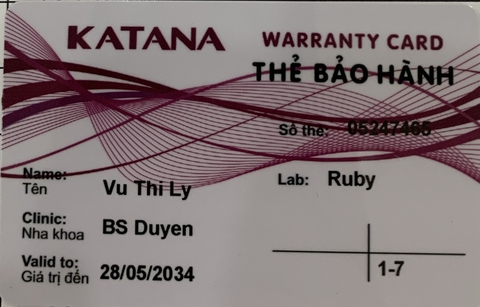 KATANA
WARRANTY CARD
THẺ BẢO HÀNH
Số thẻ: 05247468
Name:
Tên
Vu Thi Ly
Lab: Ruby
Clinic:
Nha khoa
BS Duyen
Valid to:
Giá trị đến
28/05/2034
1-7